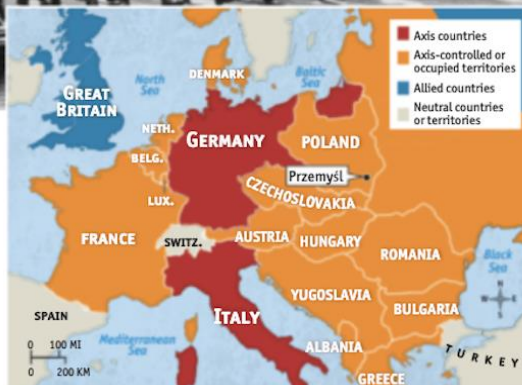 Axis countries
Axis-controlled or
occupied territories
Allied countries
Neutral countries
or territories
North
Sea
Baltic
Sea
DENMARK
GREAT
BRITAIN
NETH.
GERMANY
POLAND
BELG.
Przemyśl
CZECHOSLOVAKIA
LUX.
FRANCE
SWITZ.
AUSTRIA
HUNGARY
ROMANIA
Black
Sea
N
W
E
S
YUGOSLAVIA
ITALY
BULGARIA
SPAIN
Mediterranean
Sea
ALBANIA
TURKEY
GREECE
0 100 MI
0 200 KM